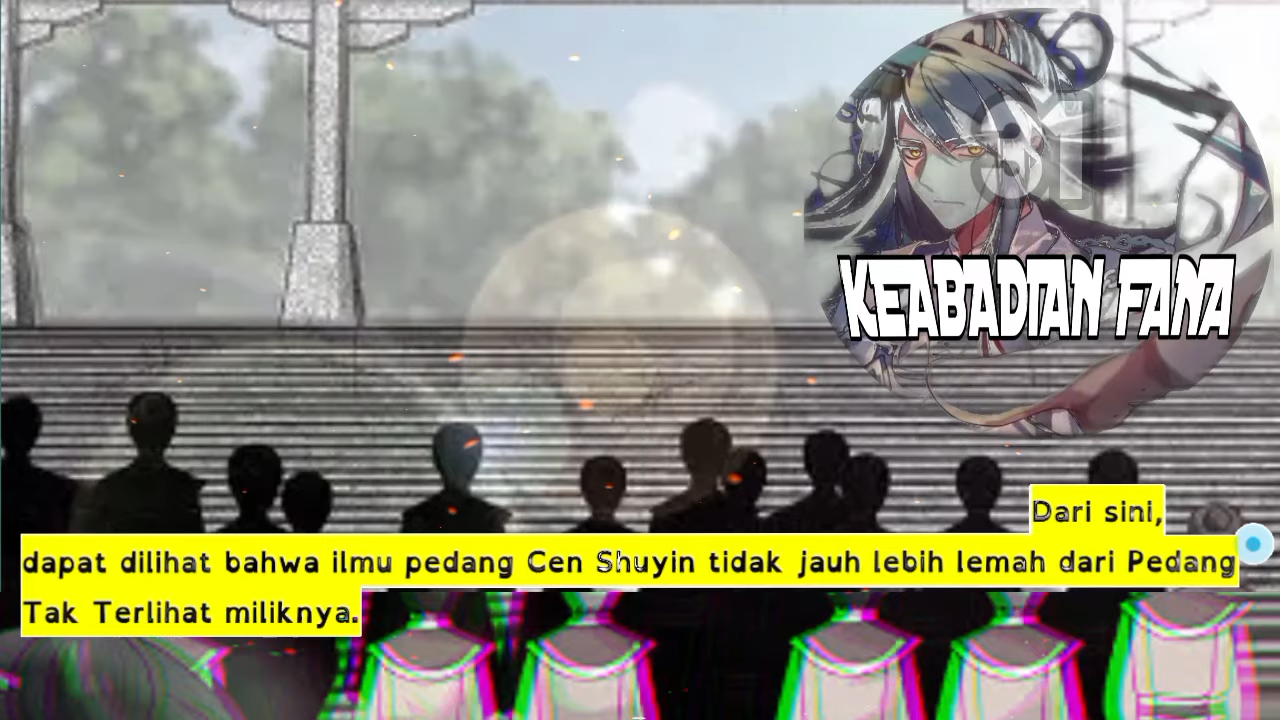 KEABADIAN FANA
Dari sini,
dapat dilihat bahwa ilmu pedang Cen Shuyin tidak jauh lebih lemah dari Pedang
Tak Terlihat miliknya.